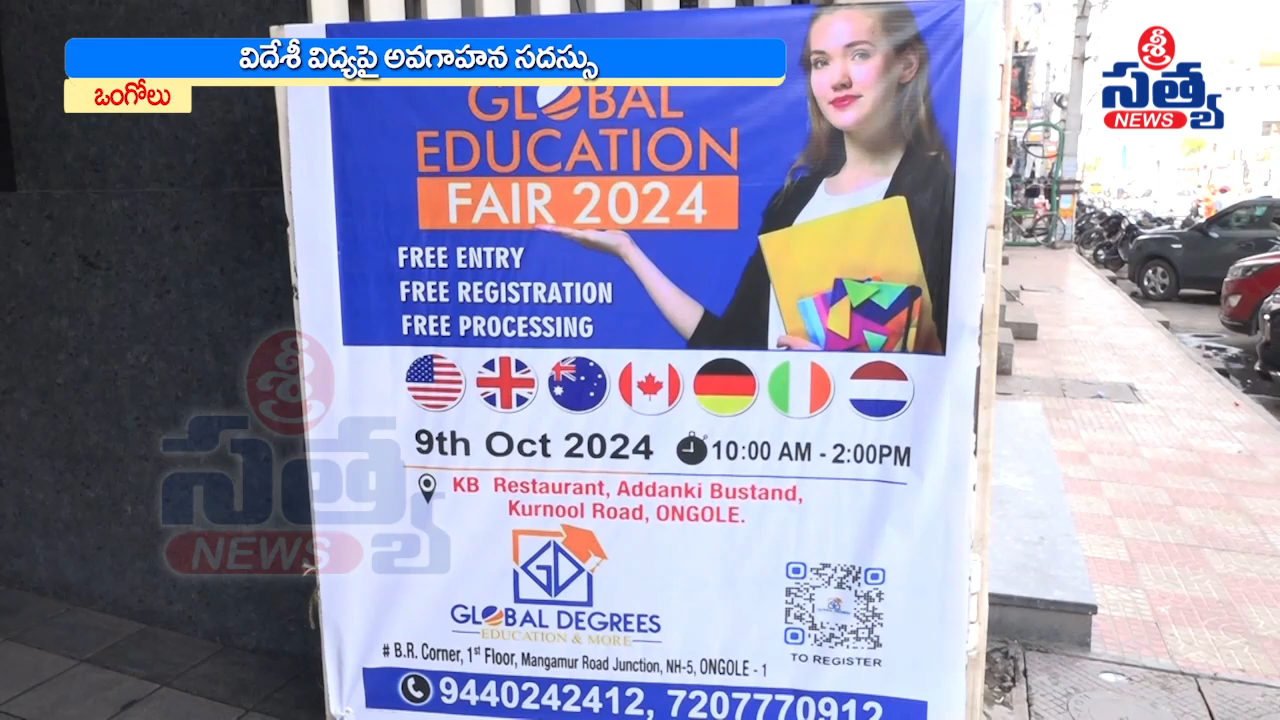 విదేశీ విద్యపై అవగాహన సదస్సు
ఒంగోలు
శ్రీ
సత్య
NEWS
GLOBAL
EDUCATION
FAIR 2024
FREE ENTRY
FREE REGISTRATION
FREE PROCESSING
9th Oct 2024
10:00 AM - 2:00PM
KB Restaurant, Addanki Bustand,
Kurnool Road, ONGOLE.
శ్రీ
సత్య
NEWS
GD
GLOBAL DEGREES
EDUCATION & MORE
TO REGISTER
# B.R. Corner, 1st Floor, Mangamur Road Junction, NH-5, ONGOLE - 1
9440242412, 7207770912